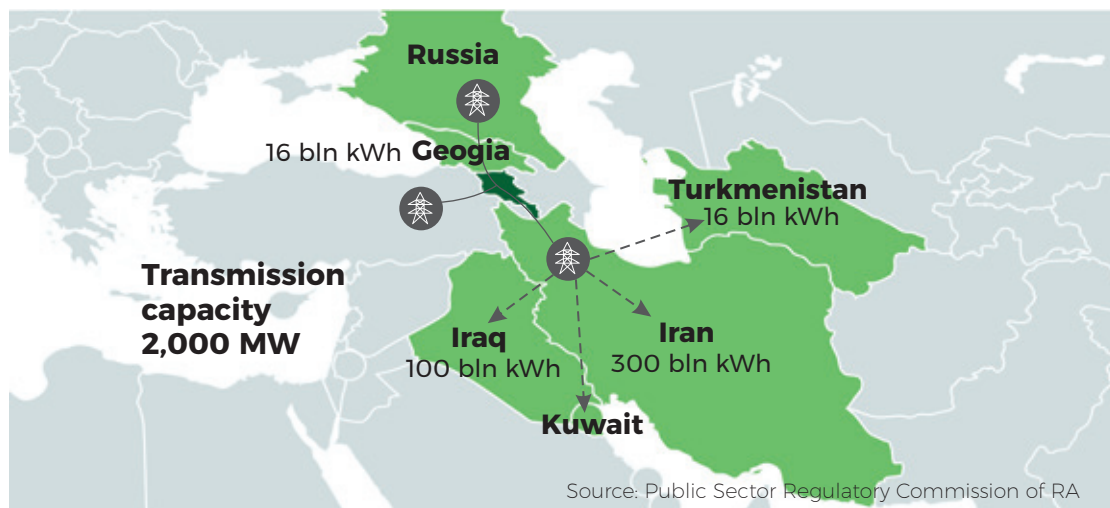 Russia
16 bln kWh Geogia
Turkmenistan
16 bln kWh
Transmission
capacity
2,000 MW
Iraq
100 bln kWh
Iran
300 bln kWh
Kuwait
Source: Public Sector Regulatory Commission of RA